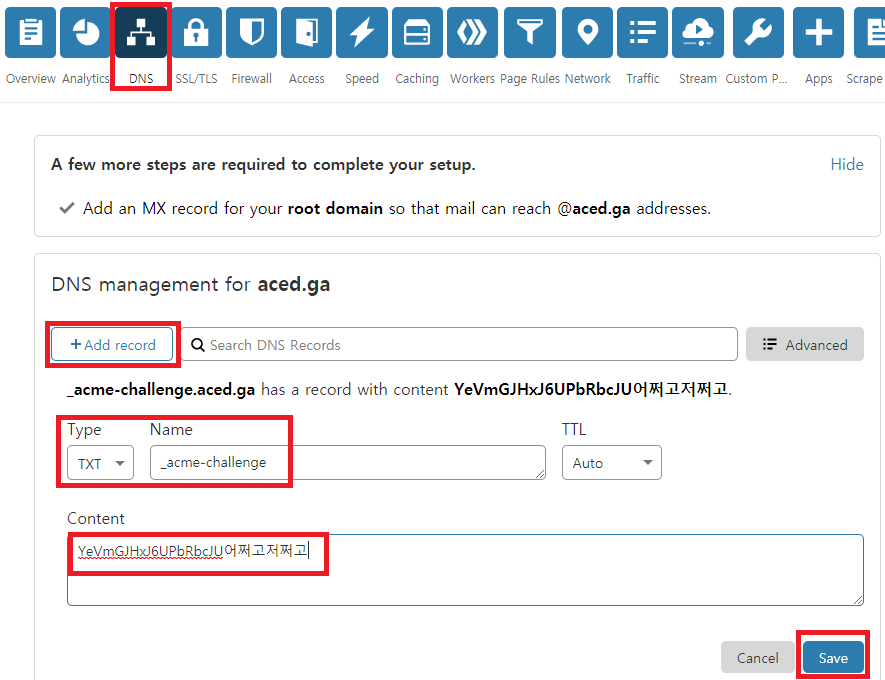 Overview Analytics DNS SSL/TLS Firewall Access Speed Caching Workers Page Rules Network Traffic Stream Custom P... Apps Scrape
A few more steps are required to complete your setup. Hide
Add an MX record for your root domain so that mail can reach @aced.ga addresses.
DNS management for aced.ga
+ Add record Search DNS Records Advanced
_acme-challenge.aced.ga has a record with content YeVmGJHxJ6UPbRbcJU어쩌고저쩌고.
Type Name TTL
TXT _acme-challenge Auto
Content
YeVmGJHxJ6UPbRbcJU어쩌고저쩌고
Cancel Save